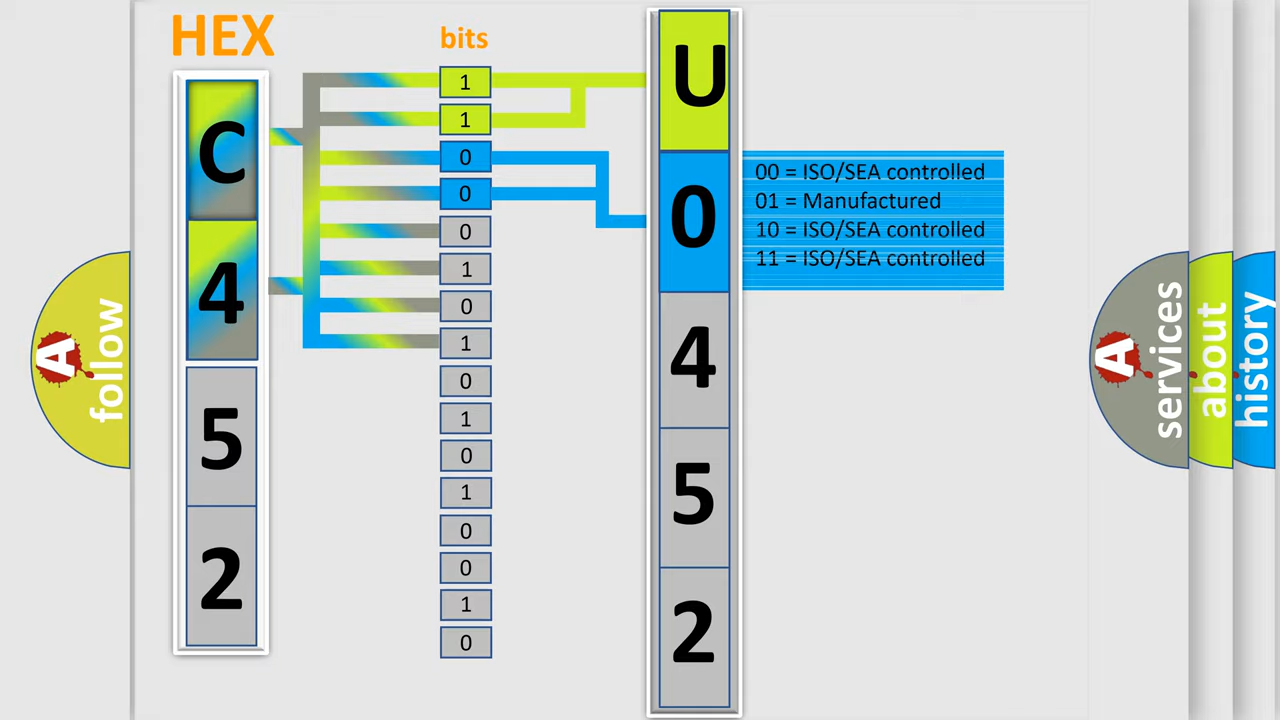 HEX
bits
C
4
5
2
1
1
0
0
0
1
0
1
0
1
0
1
0
0
1
0
U
0
4
5
2
00 = ISO/SEA controlled
01 = Manufactured
10 = ISO/SEA controlled
11 = ISO/SEA controlled
A
follow
A
services
about
history